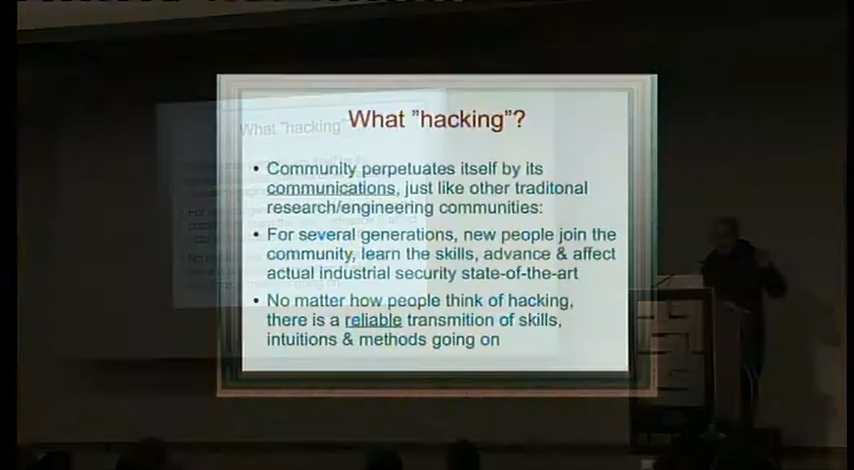 What "hacking"?
• Community perpetuates itself by its
communications, just like other traditonal
research/engineering communities:
• For several generations, new people join the
community, learn the skills, advance & affect
actual industrial security state-of-the-art
• No matter how people think of hacking,
there is a reliable transmition of skills,
intuitions & methods going on
What "hacking"